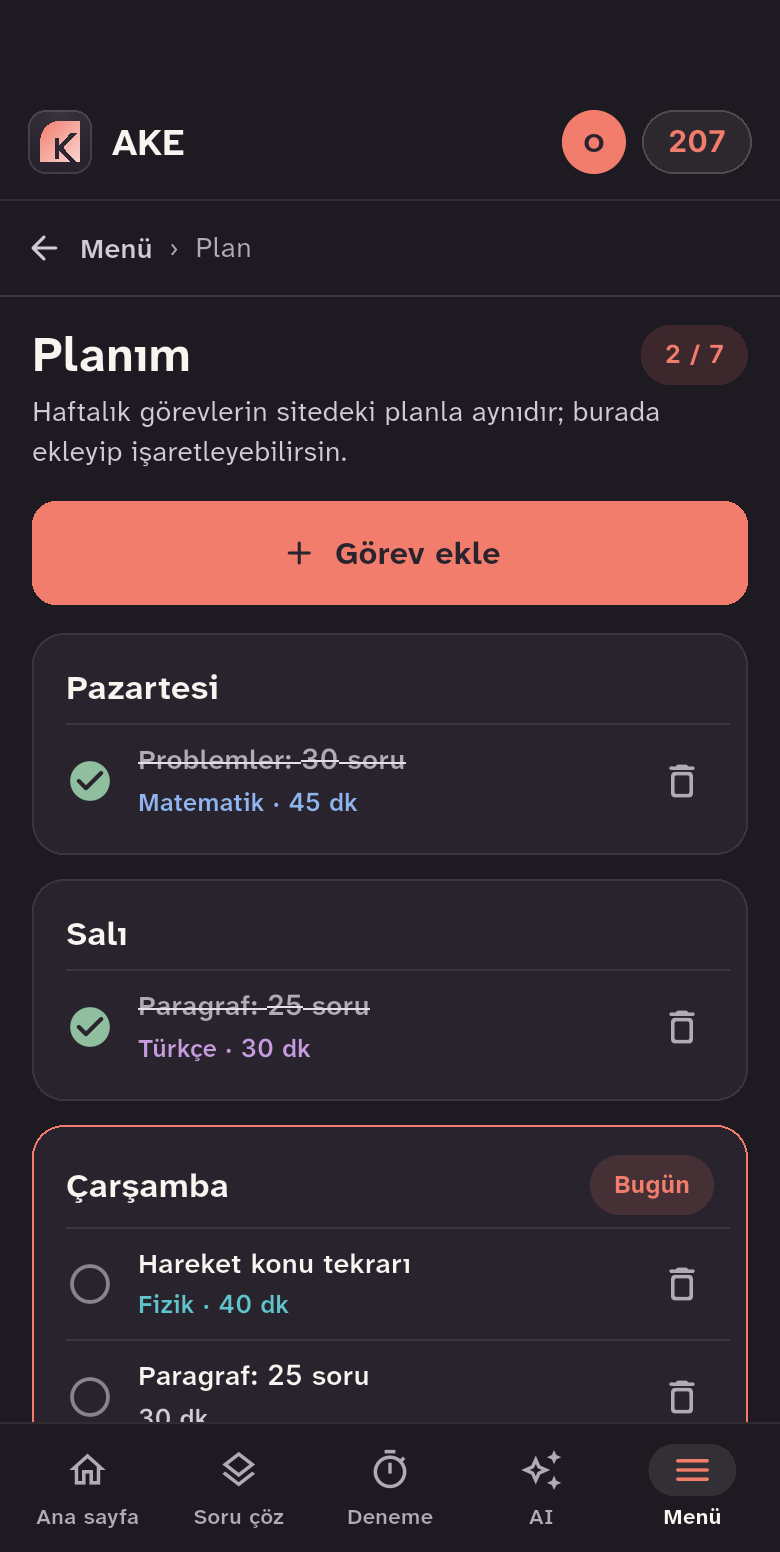 K
AKE
O
207
Menü › Plan
Planım
2 / 7
Haftalık görevlerin sitedeki planla aynıdır; burada
ekleyip işaretleyebilirsin.
+ Görev ekle
Pazartesi
Problemler: 30 soru
Matematik · 45 dk
Salı
Paragraf: 25 soru
Türkçe · 30 dk
Çarşamba
Bugün
Hareket konu tekrarı
Fizik · 40 dk
Paragraf: 25 soru
30 dk
Ana sayfa
Soru çöz
Deneme
AI
Menü